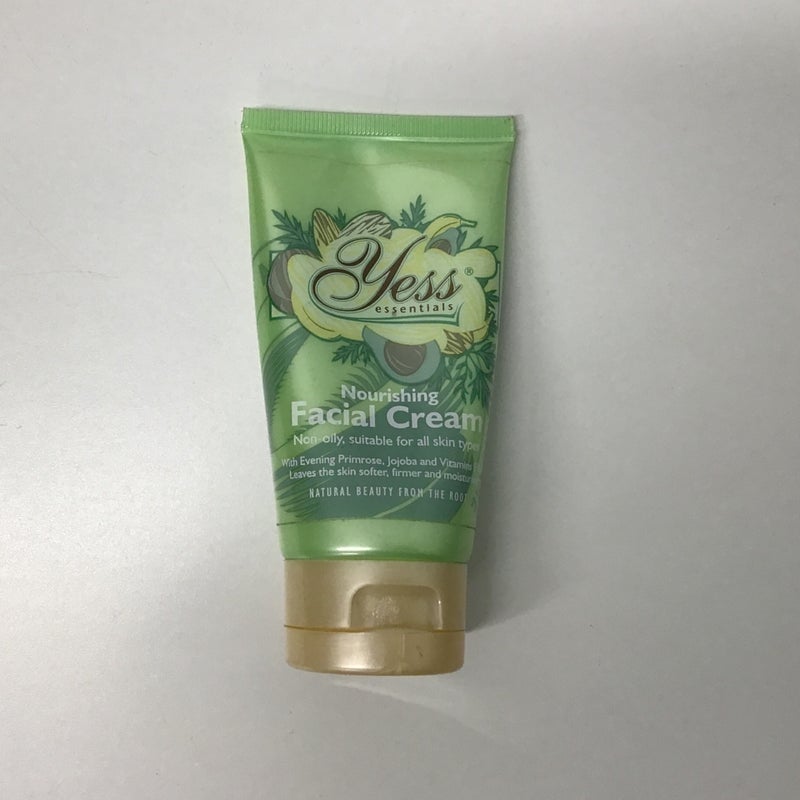 Yess®
essentials
Nourishing
Facial Cream
Non-oily, suitable for all skin types
With Evening Primrose, Jojoba and Vitamins
Leaves the skin softer, firmer and
NATURAL BEAUTY FROM THE ROOT